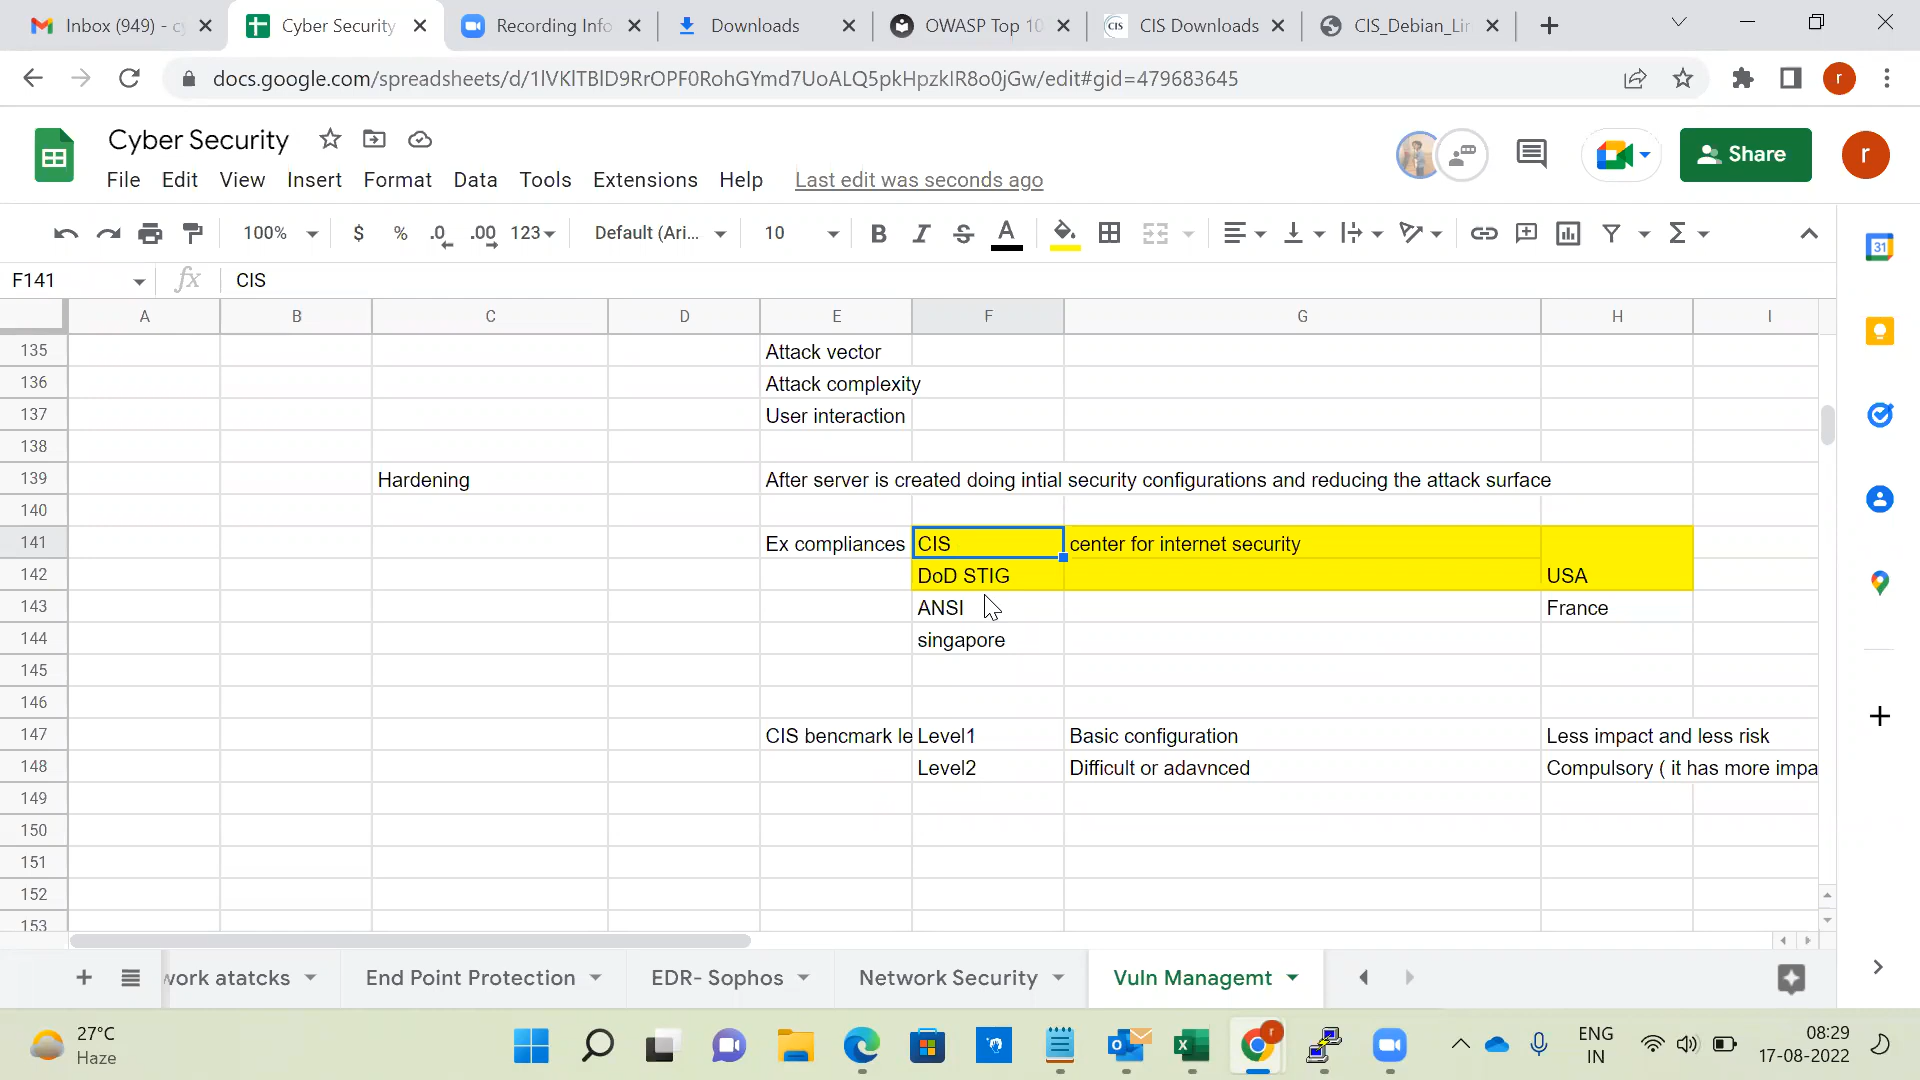 Inbox (949) - cy
Cyber Security
Recording Info
Downloads
OWASP Top 10
CIS Downloads
CIS_Debian_Lin
docs.google.com/spreadsheets/d/1lVKlTBlD9RrOPF0RohGYmd7UoALQ5pkHpzklR8o0jGw/edit#gid=479683645
r
Cyber Security
Share
r
File Edit View Insert Format Data Tools Extensions Help Last edit was seconds ago
100% $ % .0 .00 123 Default (Ari... 10 B I S A
F141 fx CIS
A B C D E F G H I
135 Attack vector
136 Attack complexity
137 User interaction
138
139 Hardening After server is created doing intial security configurations and reducing the attack surface
140
141 Ex compliances CIS center for internet security
142 DoD STIG USA
143 ANSI France
144 singapore
145
146
147 CIS bencmark le Level1 Basic configuration Less impact and less risk
148 Level2 Difficult or adavnced Compulsory ( it has more impa
149
150
151
152
153
work atatcks End Point Protection EDR- Sophos Network Security Vuln Managemt
31
27°C
Haze
ENG
IN
08:29
17-08-2022